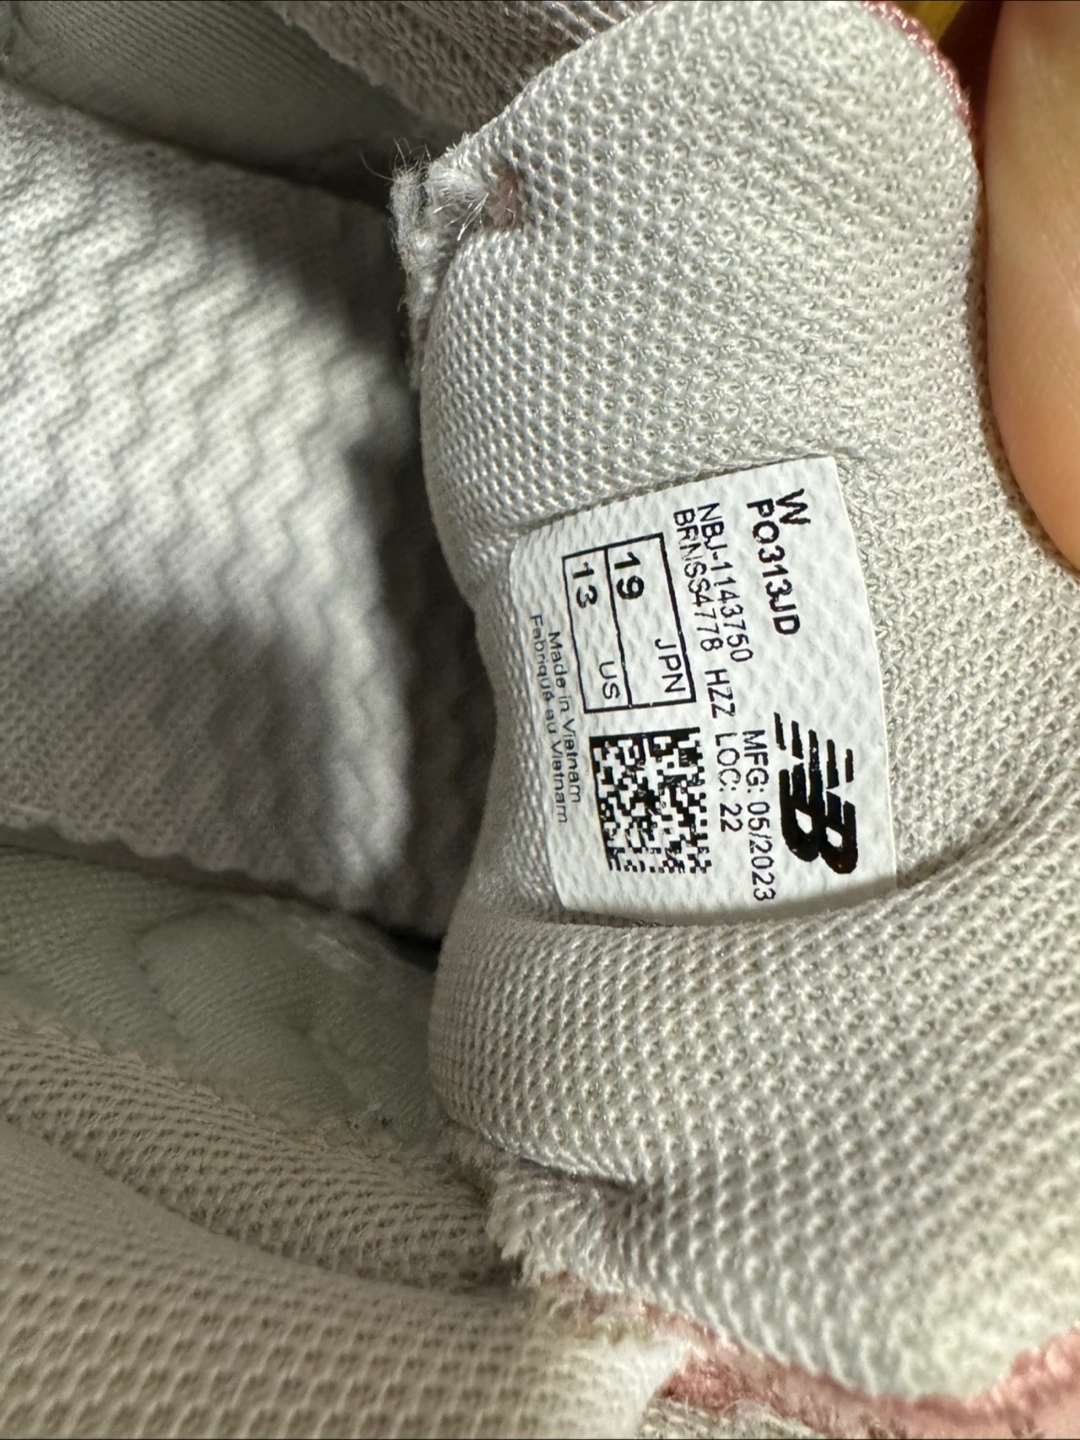 W
PO313JD
NBJ-1143750 MFG: 05/2023
BRNSS4778 HZZ LOC: 22
19 JPN
13 US
Made in Vietnam
Fabriqué au Vietnam
NB